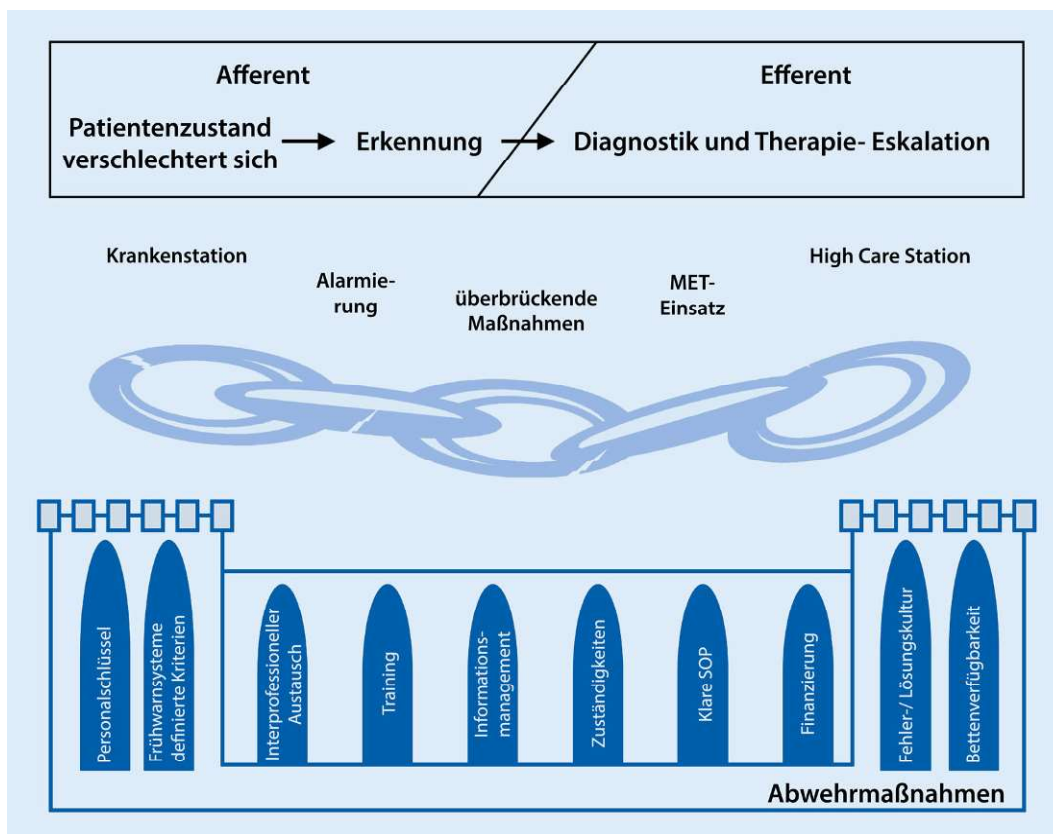 Afferent
Efferent
Patientenzustand
verschlechtert sich
Erkennung
Diagnostik und Therapie- Eskalation
Krankenstation
High Care Station
Alarmie-
rung
überbrückende
Maßnahmen
MET-
Einsatz
Personalschlüssel
Frühwarnsysteme
definierte Kriterien
Interprofessioneller
Austausch
Training
Informations-
management
Zuständigkeiten
Klare SOP
Finanzierung
Fehler-/ Lösungskultur
Bettenverfügbarkeit
Abwehrmaßnahmen